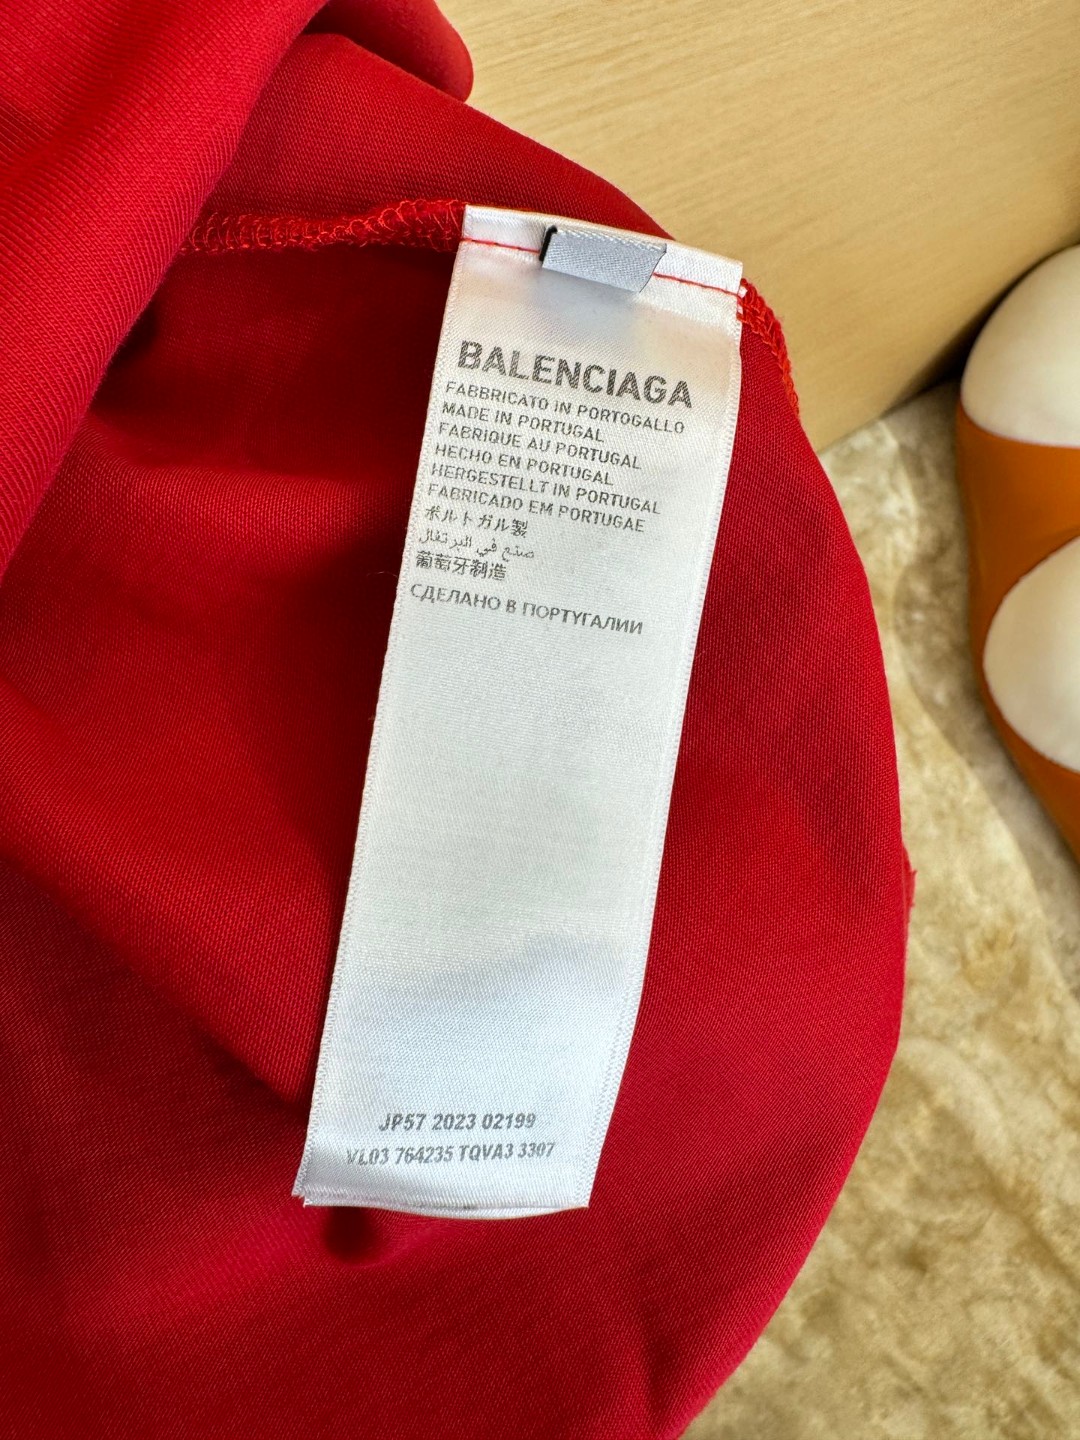 BALENCIAGA
FABBRICATO IN PORTOGALLO
MADE IN PORTUGAL
FABRIQUE AU PORTUGAL
HECHO EN PORTUGAL
HERGESTELLT IN PORTUGAL
FABRICADO EM PORTUGAE
ポルトガル製
صنع في البرتغال
葡萄牙制造
СДЕЛАНО В ПОРТУГАЛИИ
JP57 2023 02199
VL03 764235 TQVA3 3307